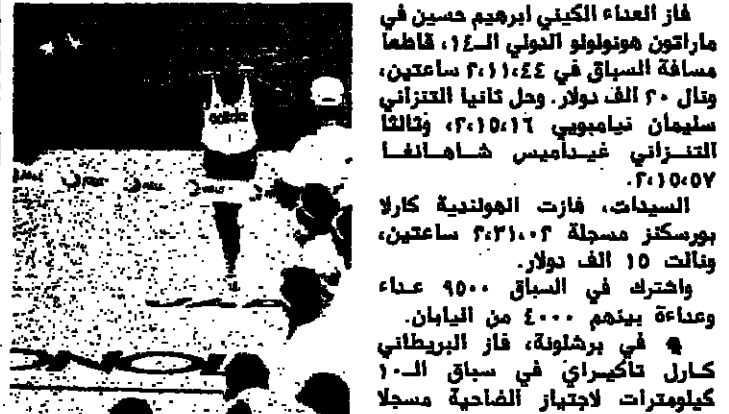 فاز العداء الكيني ابرهيم حسين في
ماراثون هونولولو الدولي الـ١٤، قاطعا
مسافة السباق في ٢،١١،٤٤ ساعتين،
ونال ٢٠ الف دولار. وحل ثانيا التنزاني
سليمان نيامبويي ٢،١٥،١٦، وثالثا
التنزاني غيداميس شاهانغا
٢،١٥،٥٧.
السيدات، فازت الهولندية كارلا
بورسكنز مسجلة ٢،٣١،٠٢ ساعتين،
ونالت ١٥ الف دولار.
واشترك في السباق ٩٥٠٠ عداء
وعداءة بينهم ٤٠٠٠ من اليابان.
في برشلونة، فاز البريطاني
كارل تاكيراي في سباق الـ١٠
كيلومترات لاجتياز الضاحية مسجلا
adidas